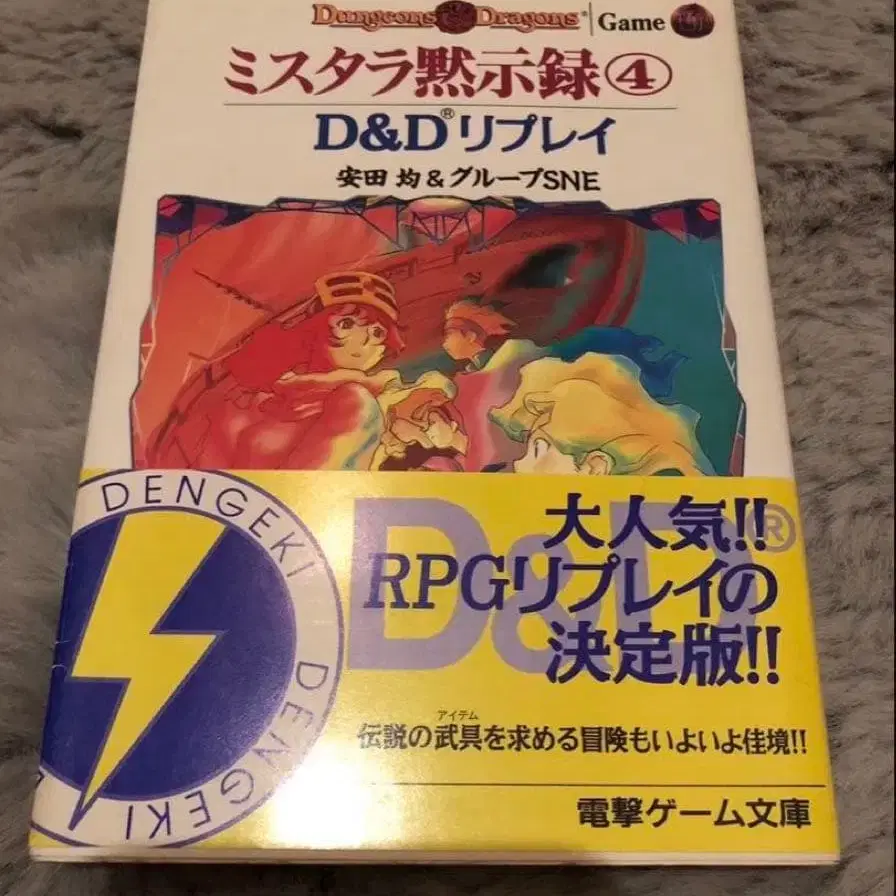 Dungeons & Dragons® Game
ミスタラ黙示録④
D&D®リプレイ
安田 均&グループSNE
DENGEKI DENGEKI
D&D®
大人気!!
RPGリプレイの
決定版!!
アイテム
伝説の武具を求める冒険もいよいよ佳境!!
電撃ゲーム文庫